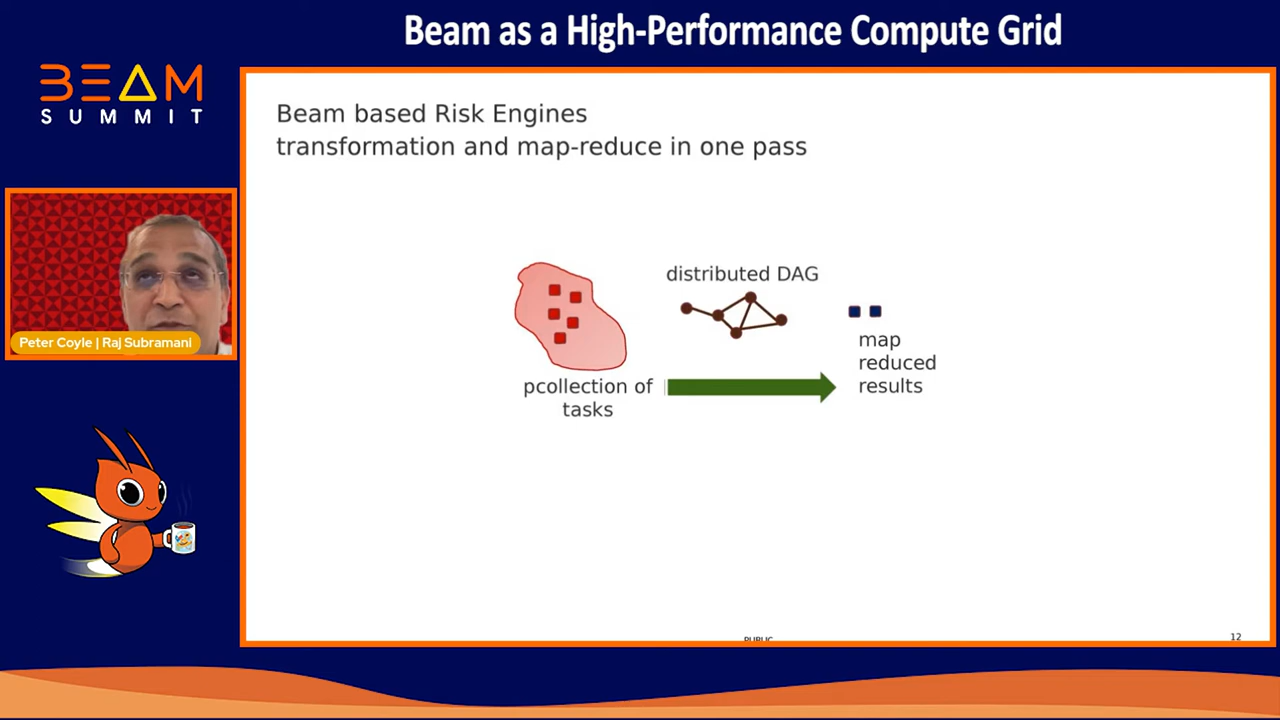 Beam as a High-Performance Compute Grid
BEAM
SUMMIT
Beam based Risk Engines
transformation and map-reduce in one pass
distributed DAG
map
reduced
results
pcollection of
tasks
Peter Coyle | Raj Subramani
PUBLIC
12